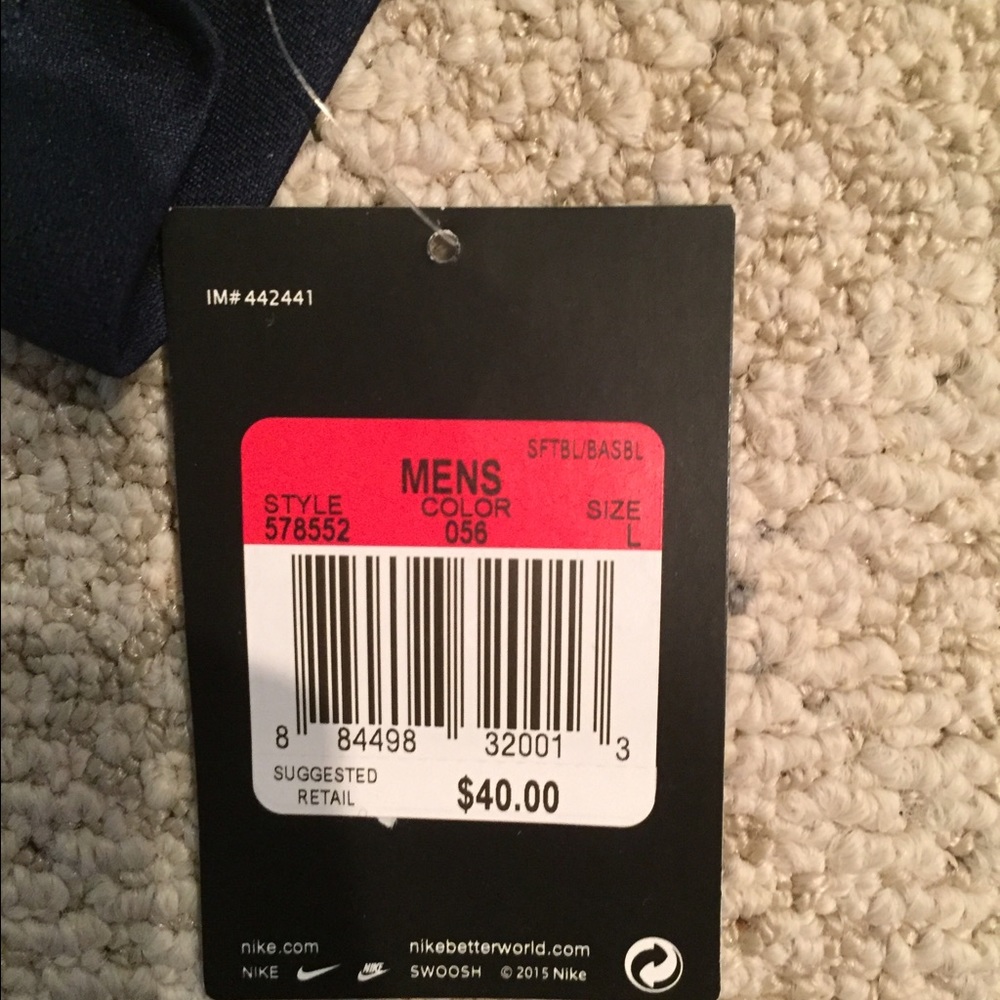 IM# 442441
SFTBL/BASBL
MENS
STYLE COLOR SIZE
578552 056 L
8 84498 32001 3
SUGGESTED
RETAIL $40.00
nike.com nikebetterworld.com
NIKE NIKE SWOOSH © 2015 Nike